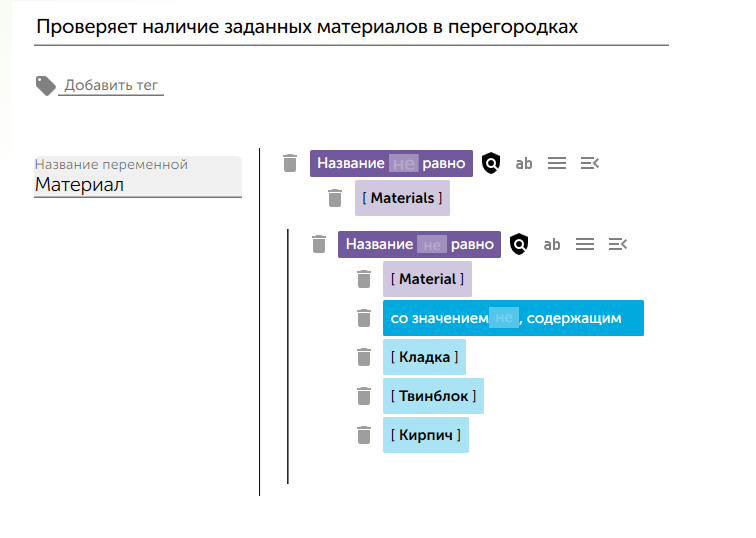 Проверяет наличие заданных материалов в перегородках
Добавить тег
Название переменной
Материал
Название не равно ab
[ Materials ]
Название не равно ab
[ Material ]
со значением не , содержащим
[ Кладка ]
[ Твинблок ]
[ Кирпич ]